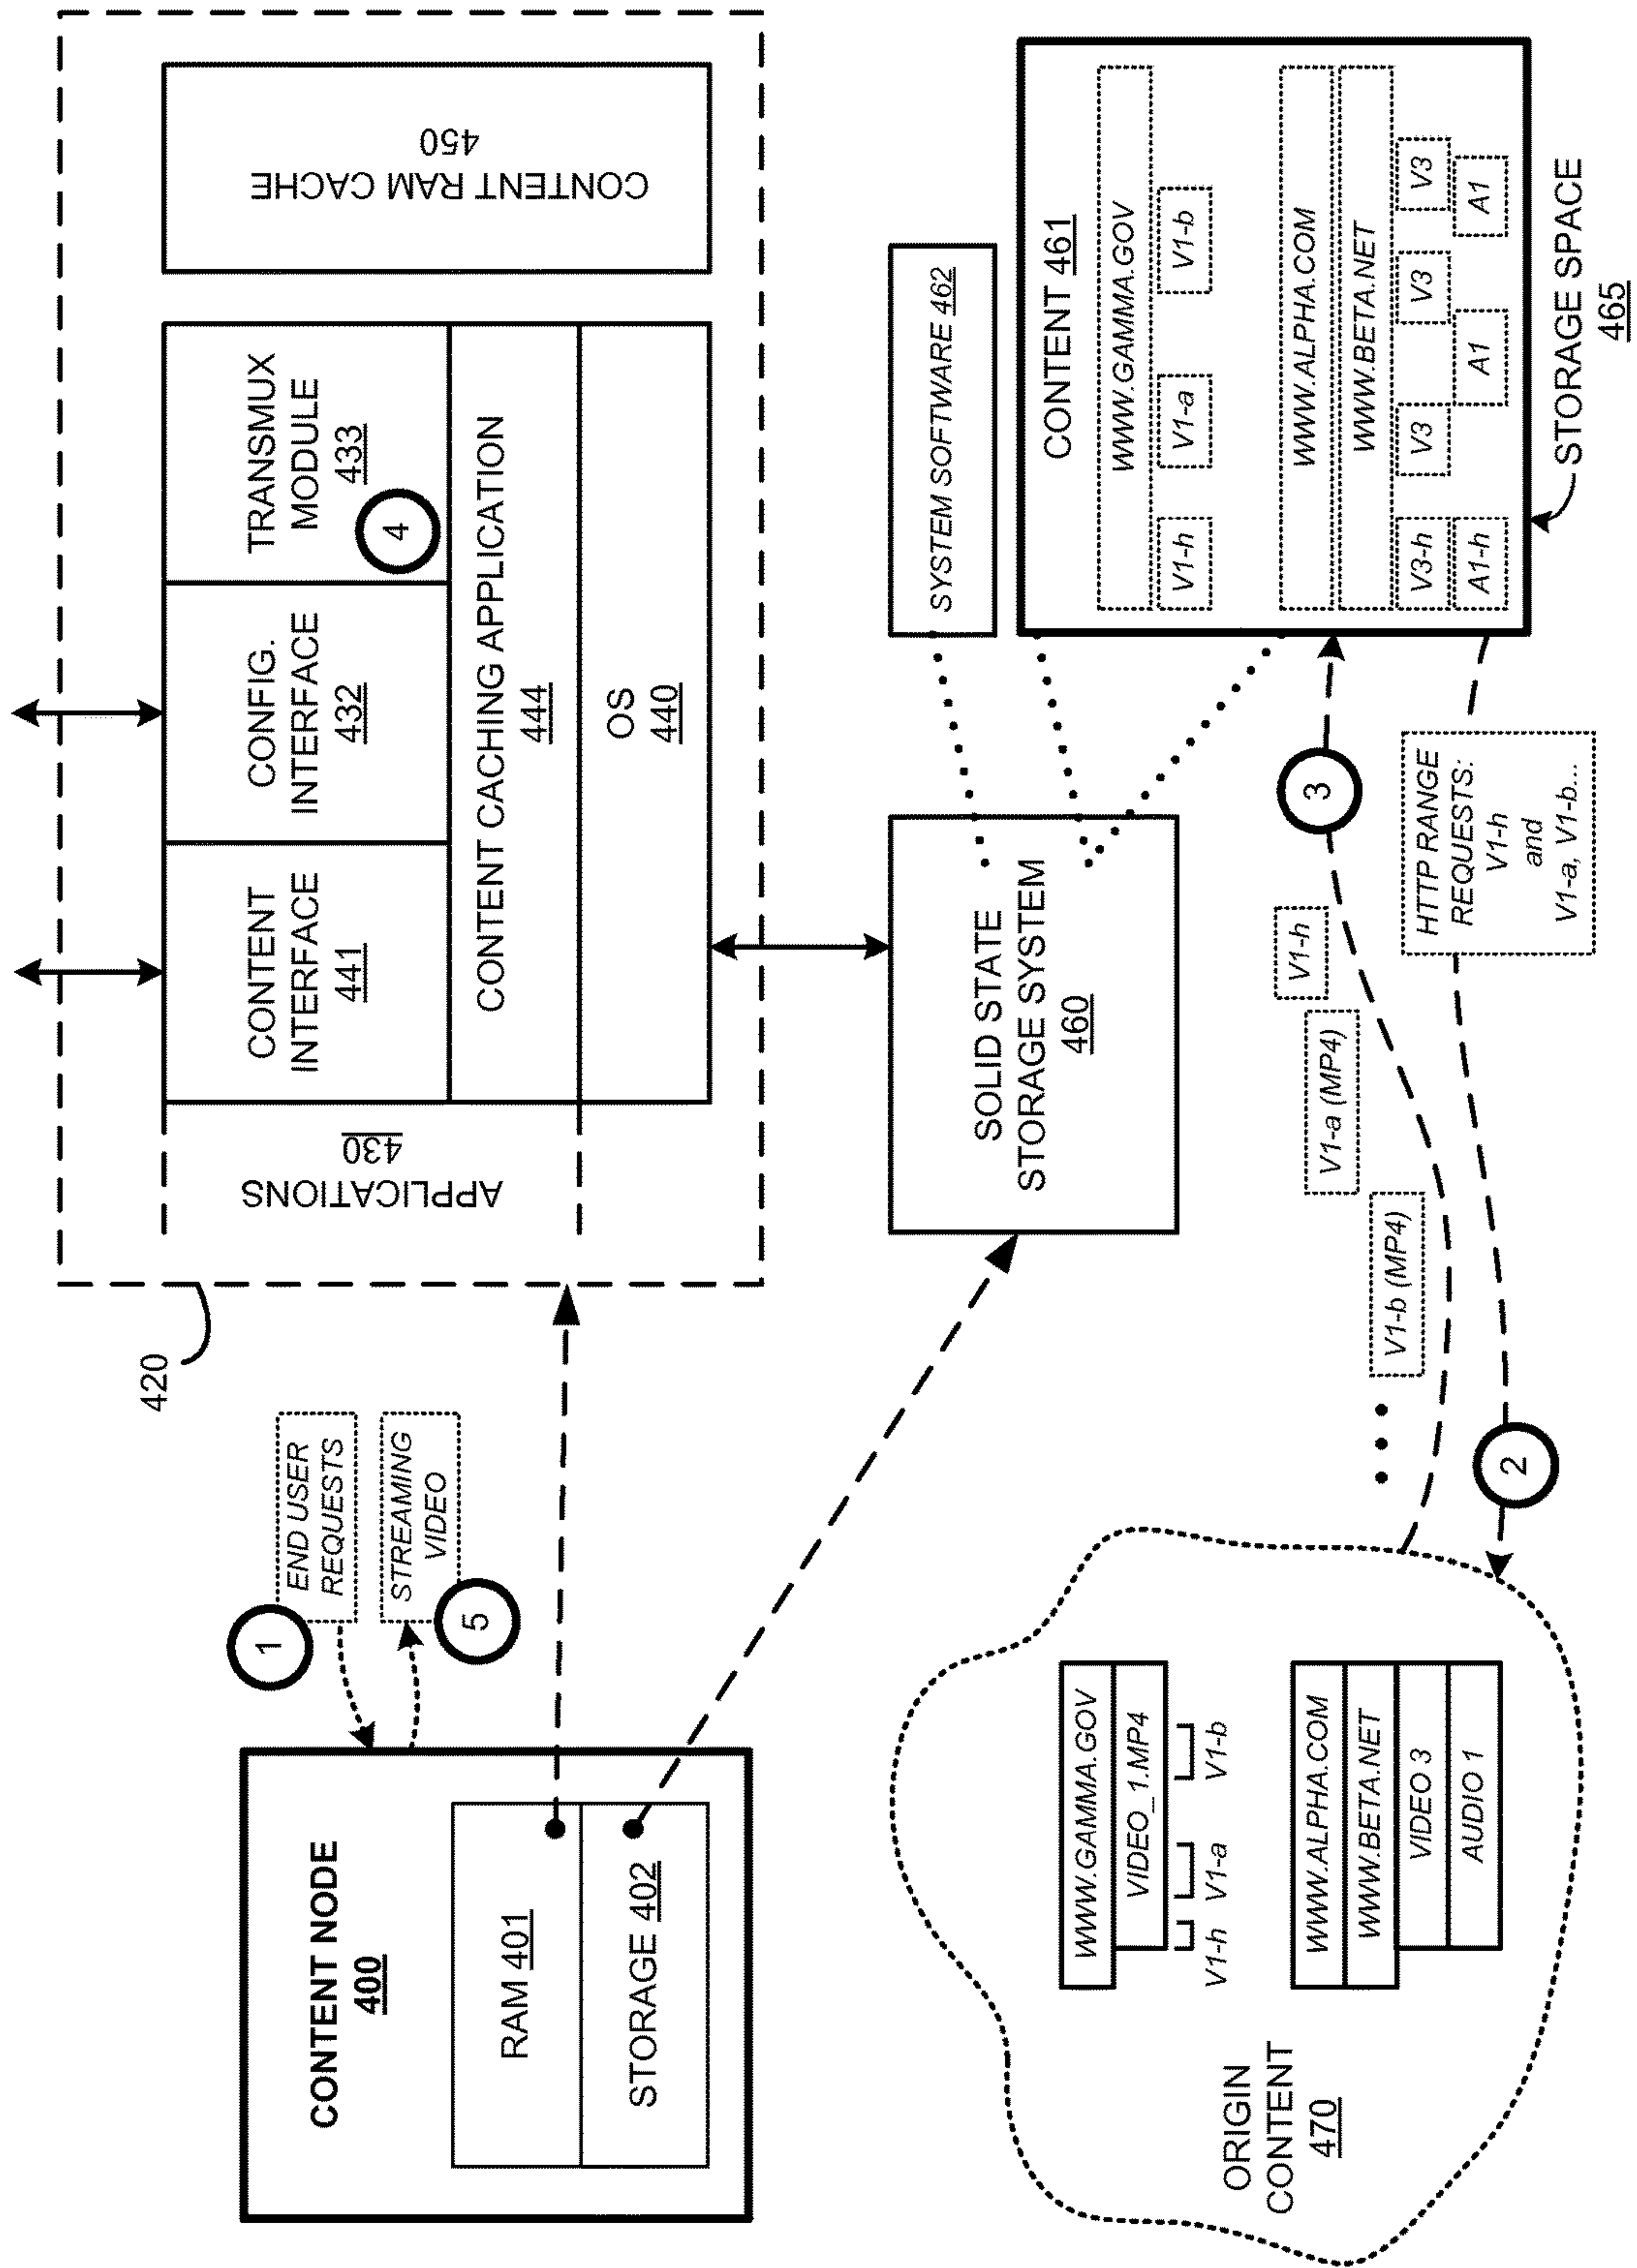 CONTENT NODE
400
RAM 401
STORAGE 402
1
END USER
REQUESTS
STREAMING
VIDEO
5
420
APPLICATIONS
430
CONTENT
INTERFACE
441
CONFIG.
INTERFACE
432
TRANSMUX
MODULE
433
4
CONTENT CACHING APPLICATION
444
OS
440
CONTENT RAM CACHE
450
SOLID STATE
STORAGE SYSTEM
460
SYSTEM SOFTWARE 462
CONTENT 461
WWW.GAMMA.GOV
V1-h
V1-a
V1-b
WWW.ALPHA.COM
WWW.BETA.NET
V3-h
V3
V3
V3
A1-h
A1
A1
STORAGE SPACE
465
ORIGIN
CONTENT
470
WWW.GAMMA.GOV
VIDEO_1.MP4
V1-h
V1-a
V1-b
WWW.ALPHA.COM
WWW.BETA.NET
VIDEO 3
AUDIO 1
V1-b (MP4)
V1-a (MP4)
V1-h
3
2
HTTP RANGE
REQUESTS:
V1-h
and
V1-a, V1-b...